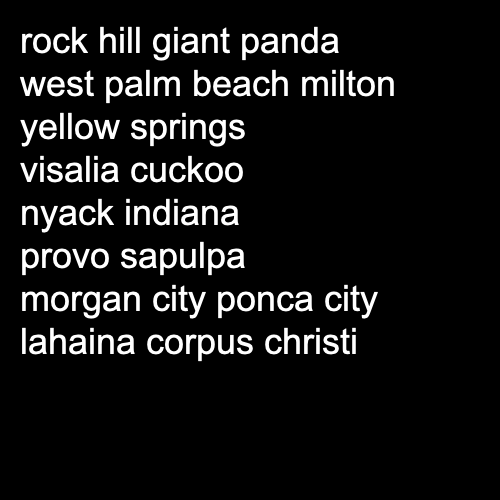 rock hill giant panda
west palm beach milton
yellow springs
visalia cuckoo
nyack indiana
provo sapulpa
morgan city ponca city
lahaina corpus christi